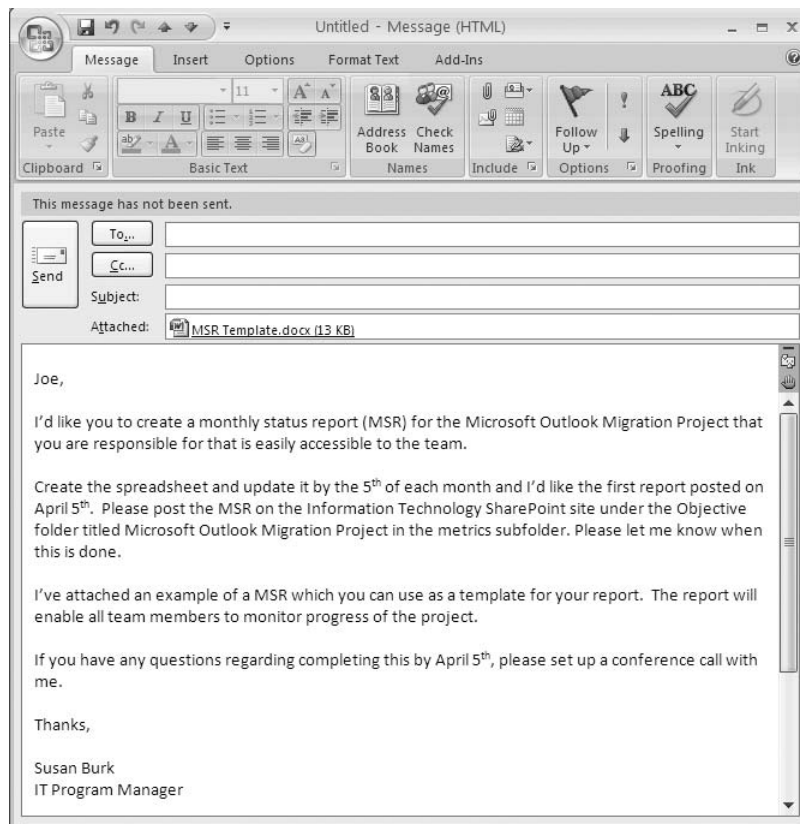 Untitled - Message (HTML)
Message Insert Options Format Text Add-Ins
11 A A
Paste B I U Address Book Check Names Follow Up ABC Spelling Start Inking
ab A Aa
Clipboard Basic Text Names Include Options Proofing Ink
This message has not been sent.
Send
To...
Cc...
Subject:
Attached: MSR Template.docx (13 KB)
Joe,
I'd like you to create a monthly status report (MSR) for the Microsoft Outlook Migration Project that
you are responsible for that is easily accessible to the team.
Create the spreadsheet and update it by the 5th of each month and I'd like the first report posted on
April 5th. Please post the MSR on the Information Technology SharePoint site under the Objective
folder titled Microsoft Outlook Migration Project in the metrics subfolder. Please let me know when
this is done.
I've attached an example of a MSR which you can use as a template for your report. The report will
enable all team members to monitor progress of the project.
If you have any questions regarding completing this by April 5th, please set up a conference call with
me.
Thanks,
Susan Burk
IT Program Manager